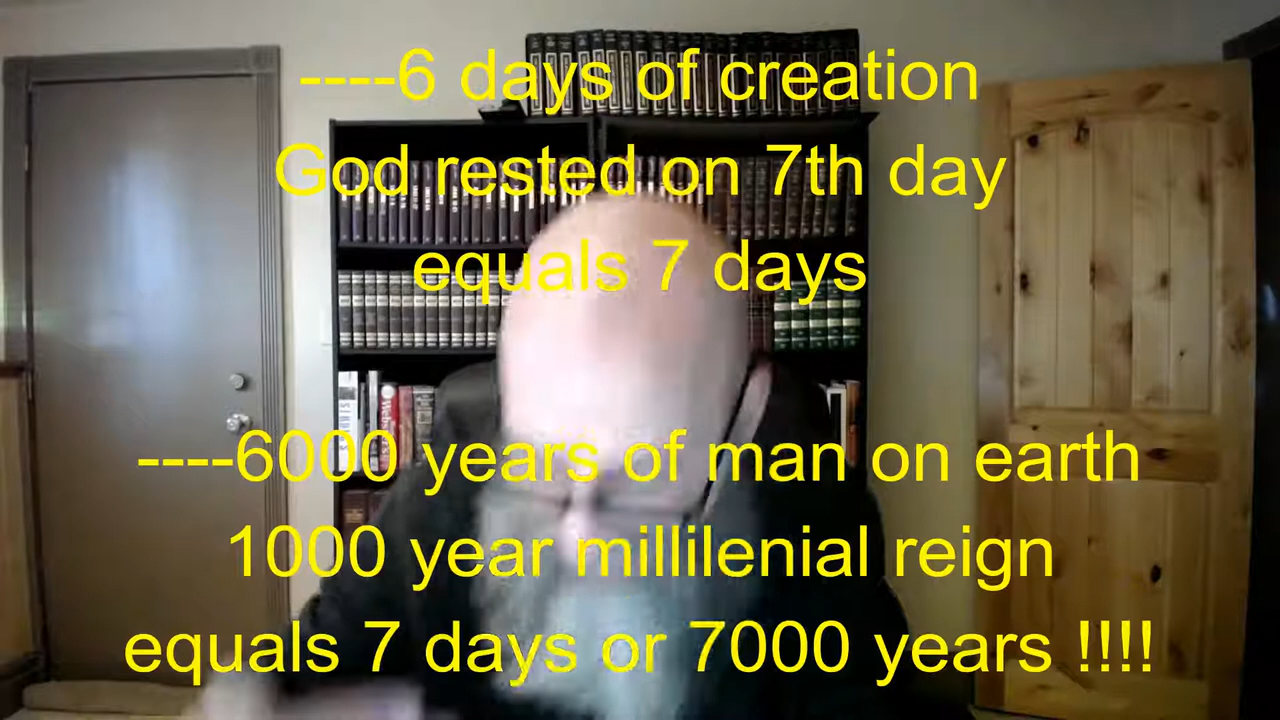 ----6 days of creation
God rested on 7th day
equals 7 days
----6000 years of man on earth
1000 year millilenial reign
equals 7 days or 7000 years !!!!